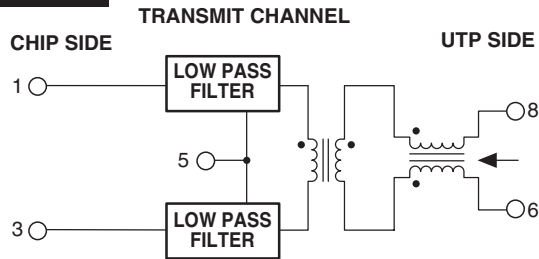 TRANSMIT CHANNEL
CHIP SIDE
UTP SIDE
LOW PASS
FILTER
1
8
5
LOW PASS
FILTER
3
6